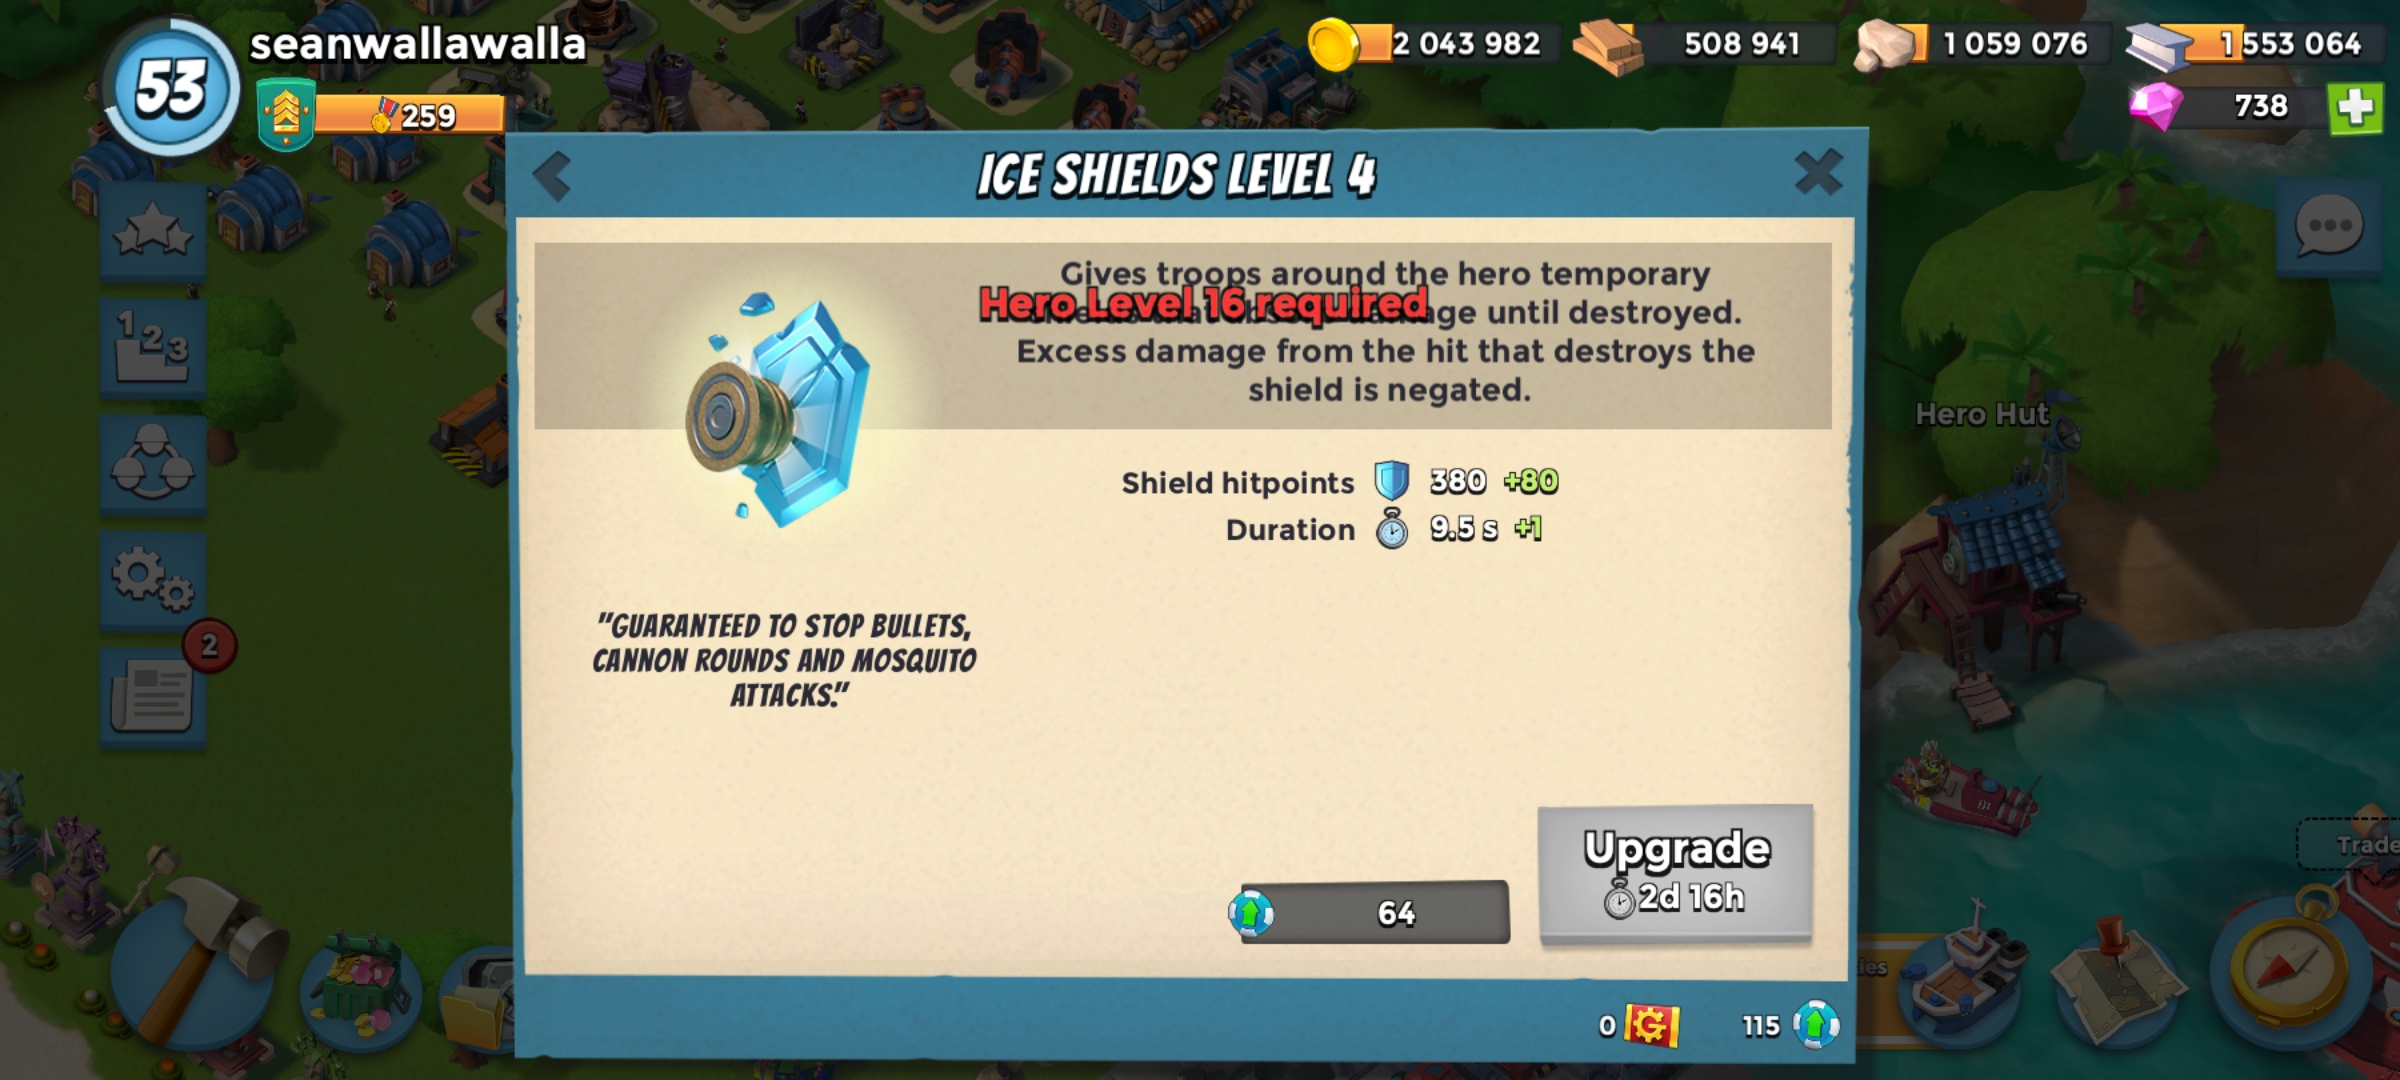 53
seanwallawalla
259
2 043 982
508 941
1 059 076
1 553 064
738
ICE SHIELDS LEVEL 4
Gives troops around the hero temporary
Hero Level 16 required
until destroyed.
Excess damage from the hit that destroys the
shield is negated.
Shield hitpoints 380 +80
Duration 9.5 s +1
"GUARANTEED TO STOP BULLETS,
CANNON ROUNDS AND MOSQUITO
ATTACKS."
64
Upgrade
2d 16h
0 G
115
1 2 3
2
Hero Hut
Trade